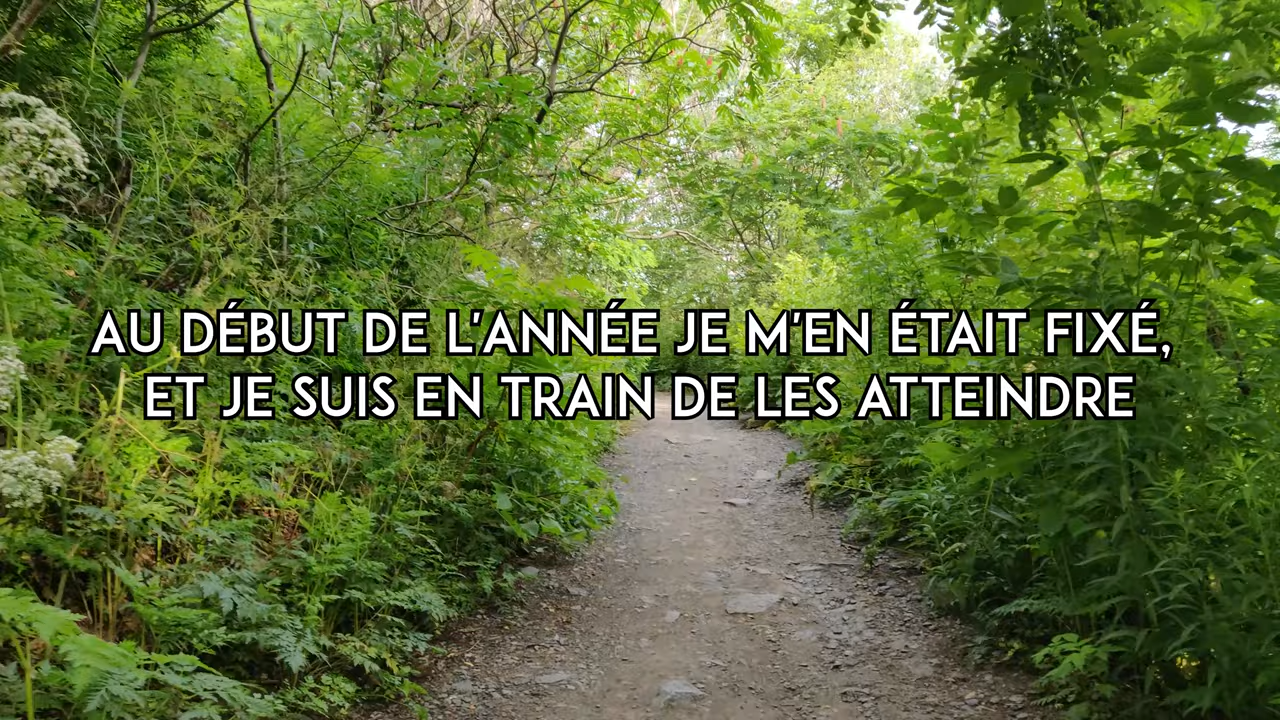 AU DÉBUT DE L'ANNÉE JE M'EN ÉTAIT FIXÉ,
ET JE SUIS EN TRAIN DE LES ATTEINDRE